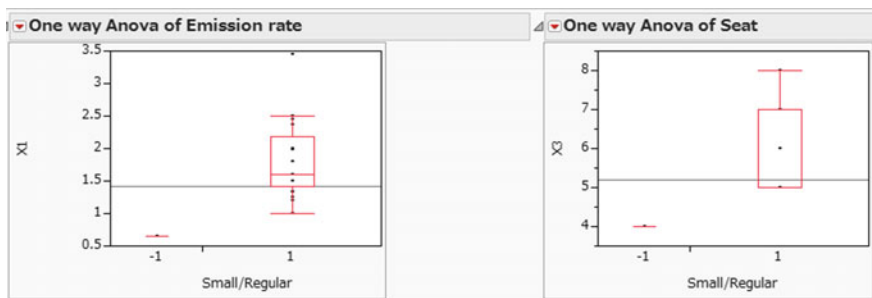 One way Anova of Emission rate
3.5
3
2.5
2
1.5
1
0.5
X1
-1 1
Small/Regular
One way Anova of Seat
8
7
6
5
4
X3
-1 1
Small/Regular